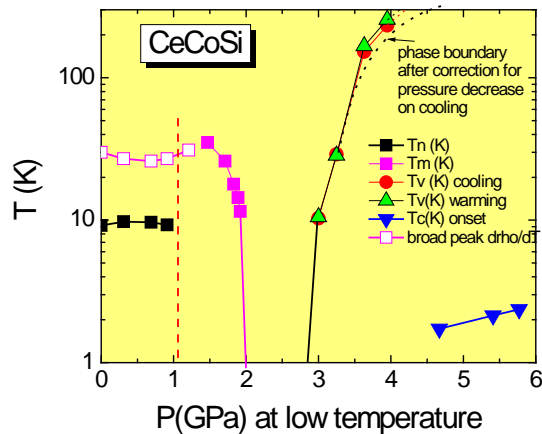 CeCoSi
phase boundary
after correction for
pressure decrease
on cooling
Tn (K)
Tm (K)
Tv (K) cooling
Tv(K) warming
Tc(K) onset
broad peak drho/dT
T (K)
100
10
1
0 1 2 3 4 5 6
P(GPa) at low temperature